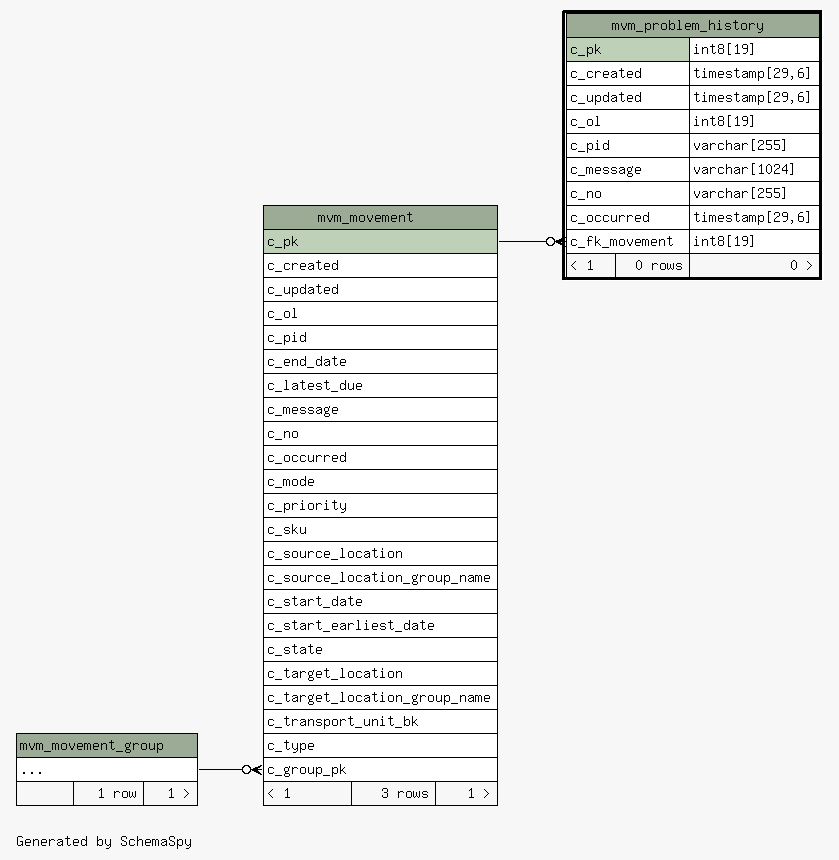 mvm_problem_history
c_pk int8[19]
c_created timestamp[29,6]
c_updated timestamp[29,6]
c_ol int8[19]
c_pid varchar[255]
c_message varchar[1024]
c_no varchar[255]
c_occurred timestamp[29,6]
c_fk_movement int8[19]
< 1 0 rows 0 >
mvm_movement
c_pk
c_created
c_updated
c_ol
c_pid
c_end_date
c_latest_due
c_message
c_no
c_occurred
c_mode
c_priority
c_sku
c_source_location
c_source_location_group_name
c_start_date
c_start_earliest_date
c_state
c_target_location
c_target_location_group_name
c_transport_unit_bk
c_type
c_group_pk
< 1 3 rows 1 >
mvm_movement_group
...
1 row 1 >
Generated by SchemaSpy